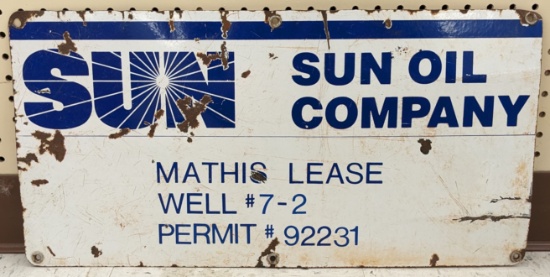 SUN
SUN OIL
COMPANY
MATHIS LEASE
WELL #7-2
PERMIT # 92231